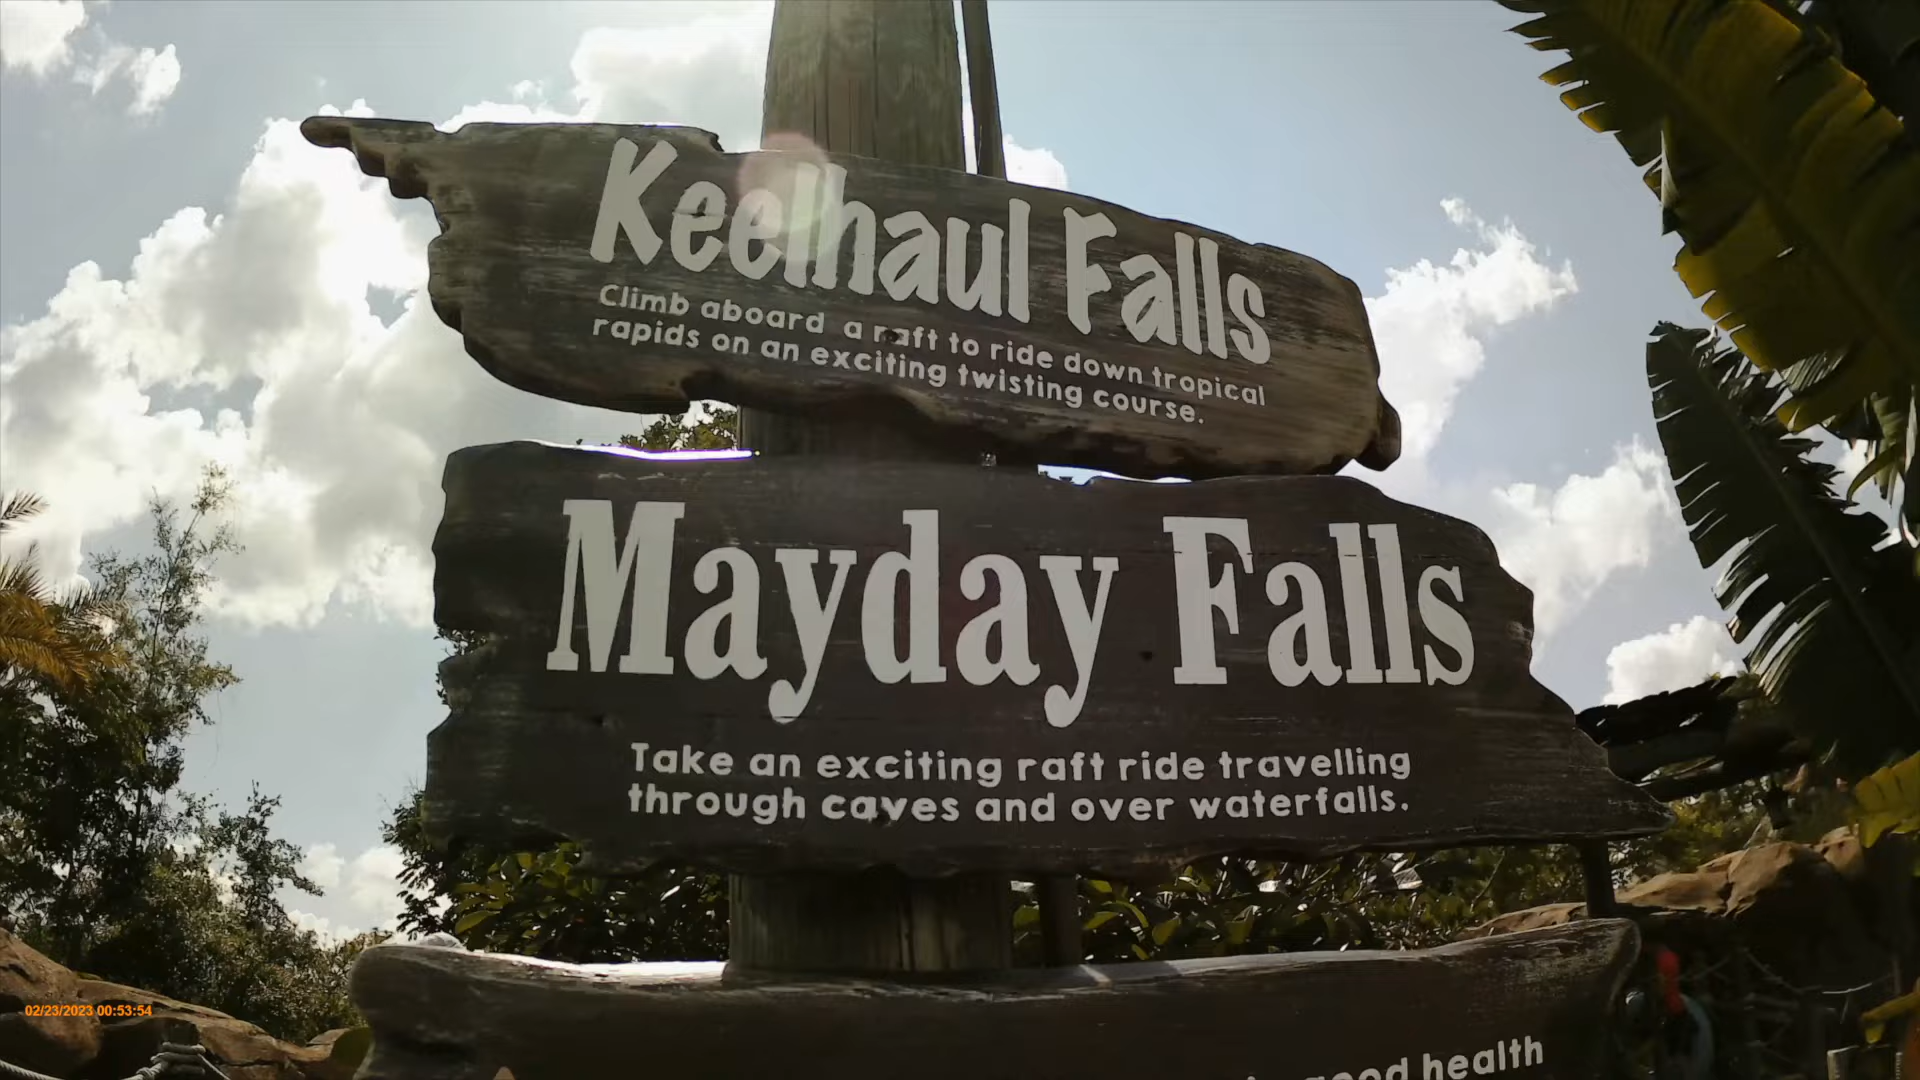 Keelhaul Falls
Climb aboard a raft to ride down tropical
rapids on an exciting twisting course.
Mayday Falls
Take an exciting raft ride travelling
through caves and over waterfalls.
good health
02/23/2023 00:53:54